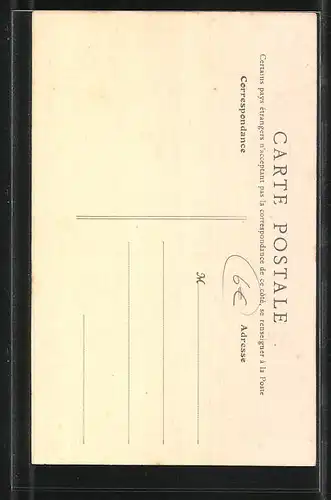 CARTE POSTALE
Certains pays étrangers n'acceptant pas la correspondance de ce côté, se renseigner à la Poste
Correspondance
Adresse
6€
M